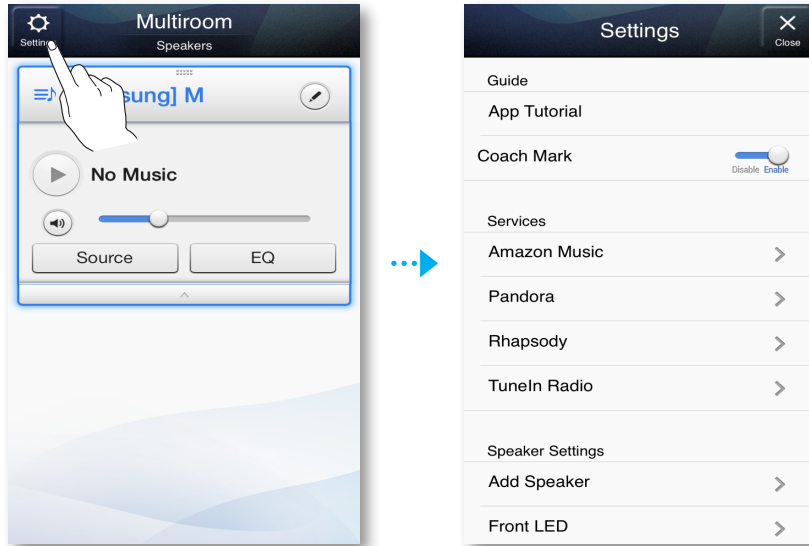 Multiroom
Settings
Speakers
sung] M
No Music
Source
EQ
Settings
Close
Guide
App Tutorial
Coach Mark
Disable Enable
Services
Amazon Music
Pandora
Rhapsody
TuneIn Radio
Speaker Settings
Add Speaker
Front LED